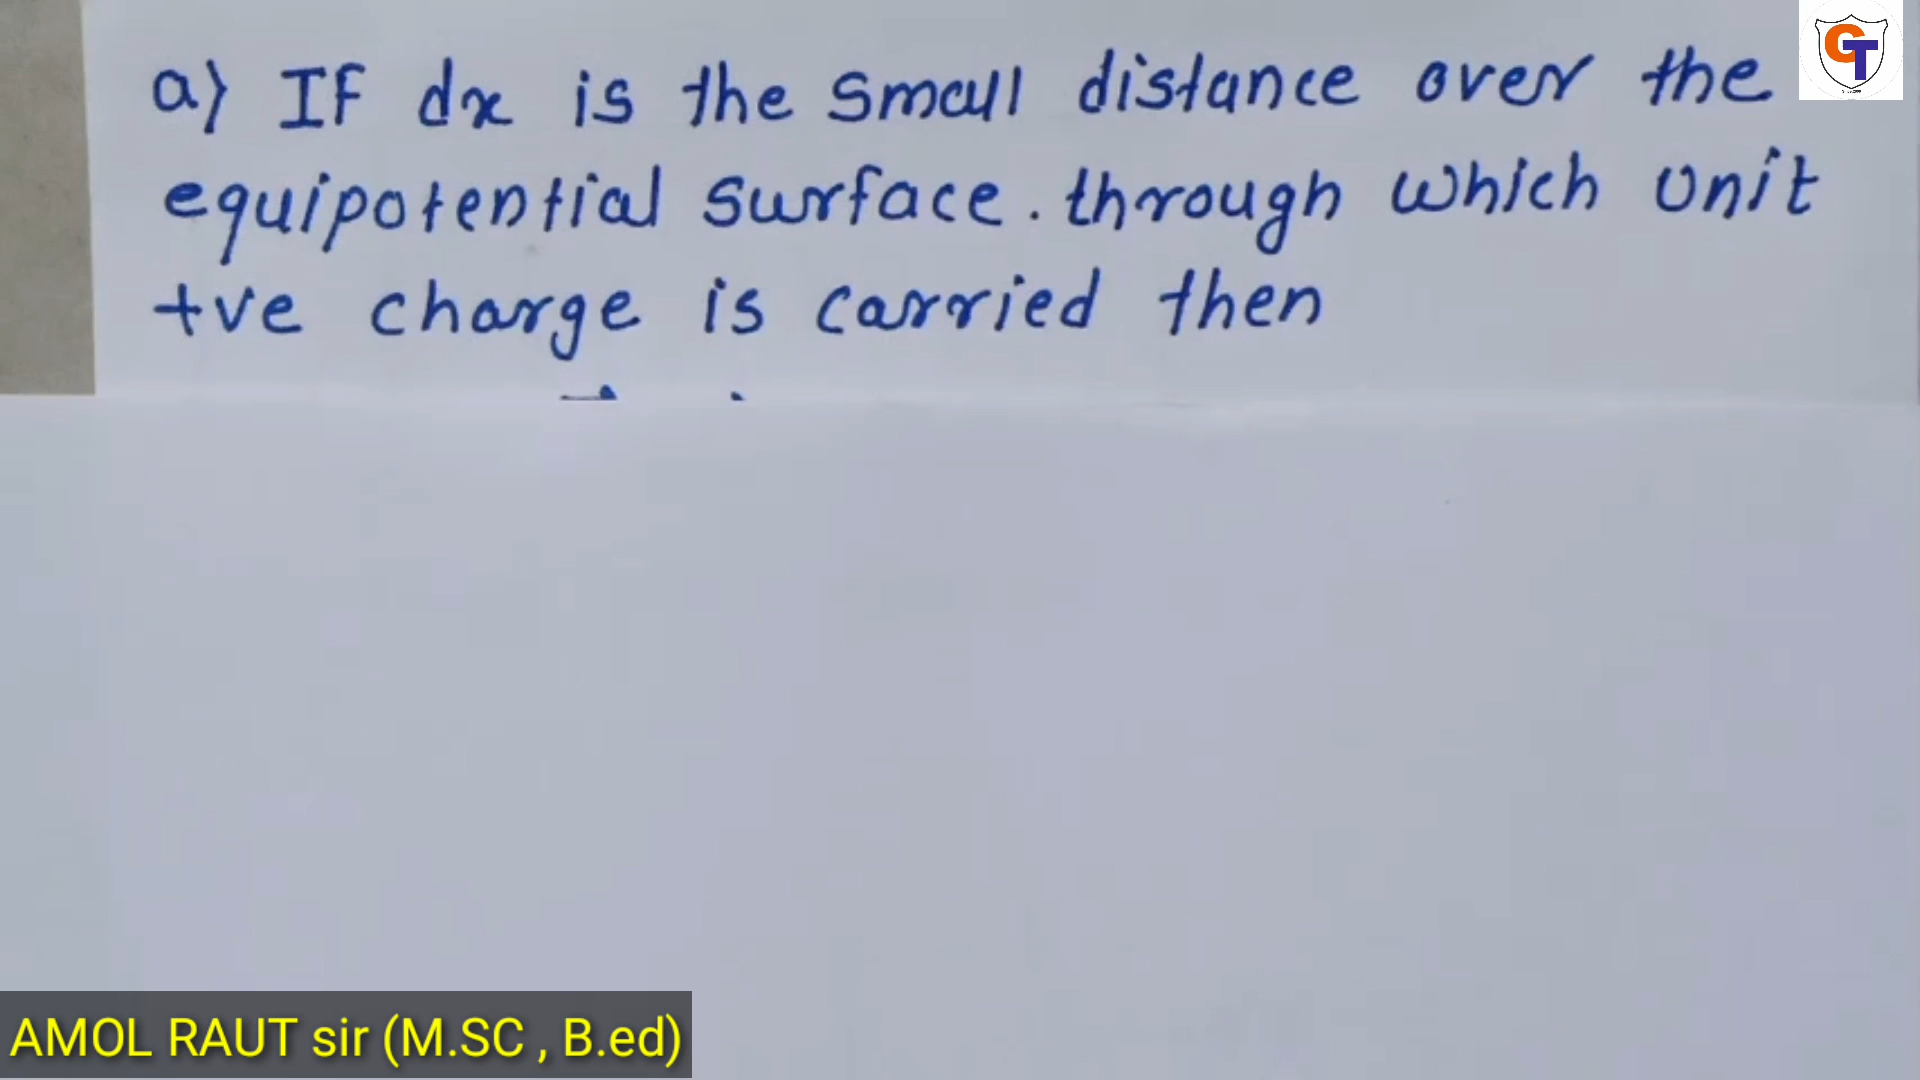 GT
a) If dx is the small distance over the
equipotential surface. through which unit
+ve charge is carried then
AMOL RAUT sir (M.SC , B.ed)